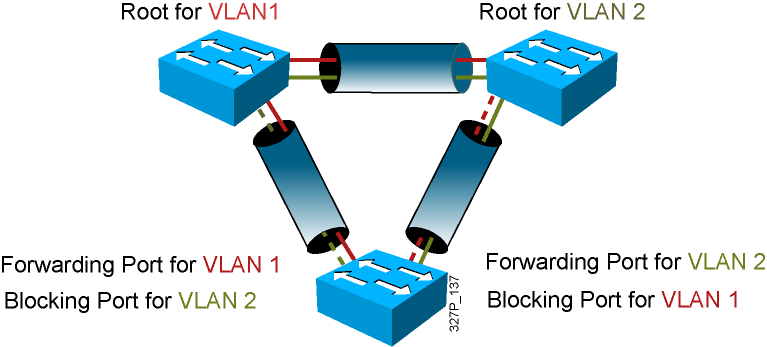 Root for VLAN1
Root for VLAN 2
Forwarding Port for VLAN 1
Blocking Port for VLAN 2
Forwarding Port for VLAN 2
Blocking Port for VLAN 1
327P_137